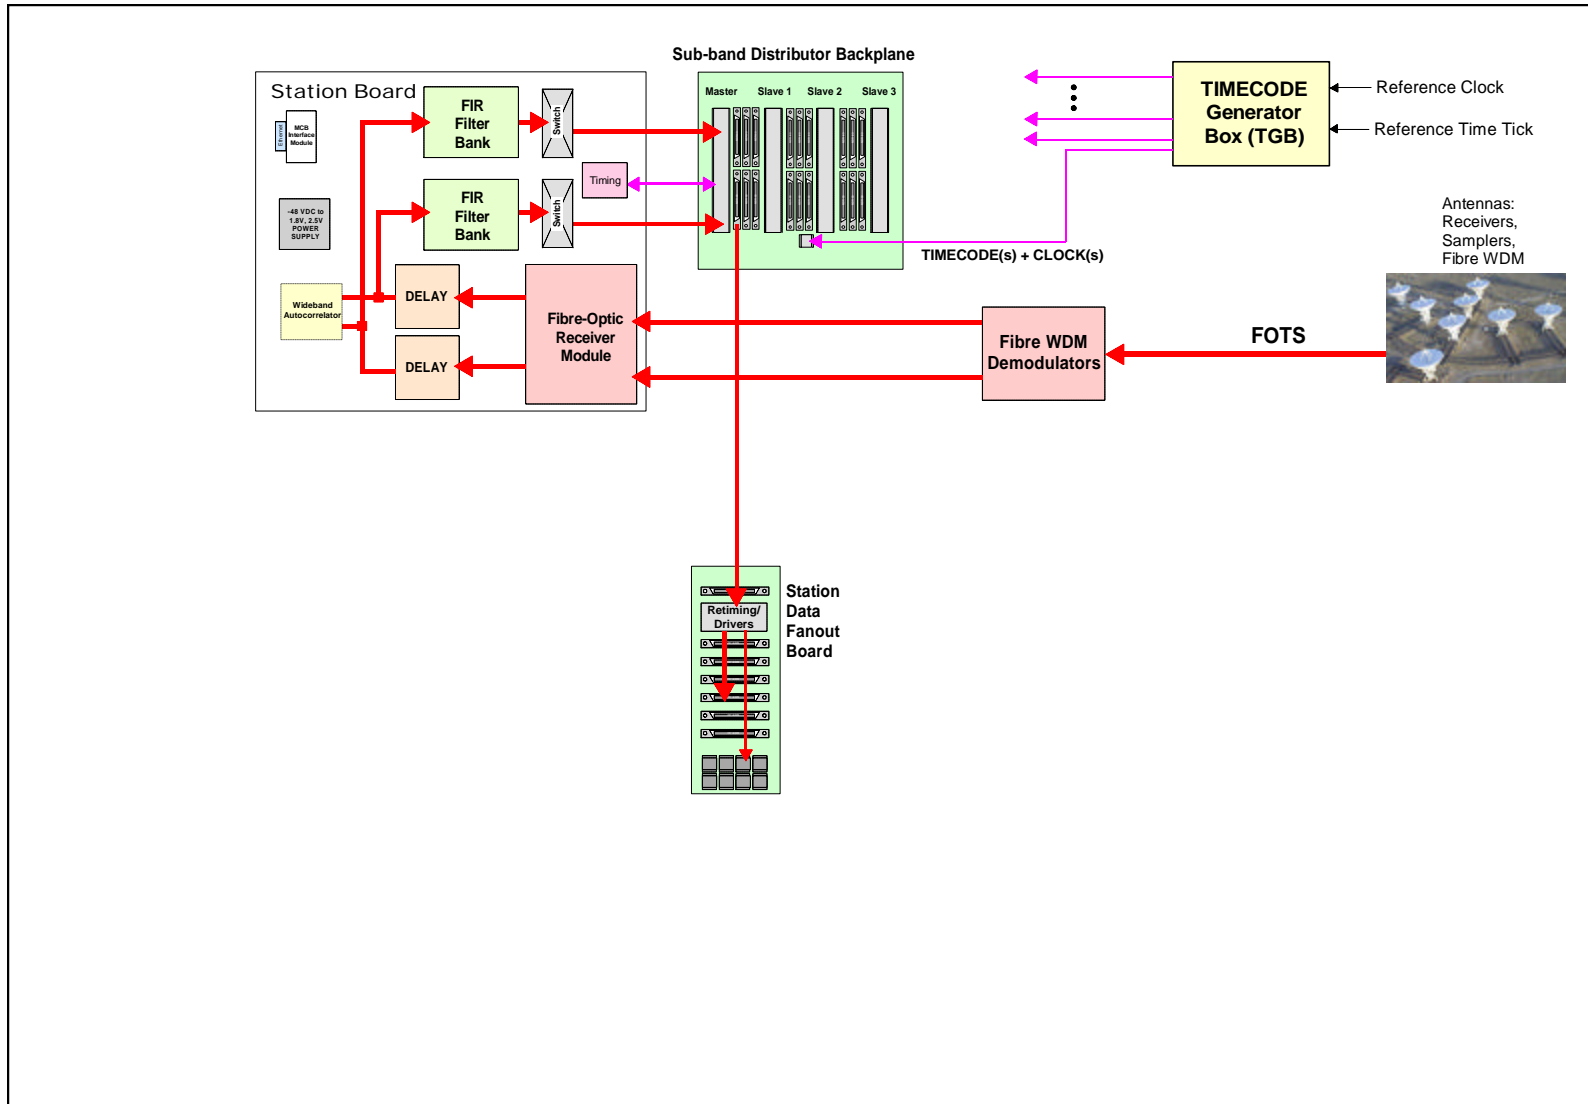 Sub-band Distributor Backplane
Station Board
Ethernet
MCB
Interface
Module
FIR
Filter
Bank
Switch
Master
Slave 1
Slave 2
Slave 3
TIMECODE
Generator
Box (TGB)
Reference Clock
Reference Time Tick
Timing
-48 VDC to
1.8V, 2.5V
POWER
SUPPLY
FIR
Filter
Bank
Switch
TIMECODE(s) + CLOCK(s)
Antennas:
Receivers,
Samplers,
Fibre WDM
Wideband
Autocorrelator
DELAY
DELAY
Fibre-Optic
Receiver
Module
Fibre WDM
Demodulators
FOTS
Retiming/
Drivers
Station
Data
Fanout
Board